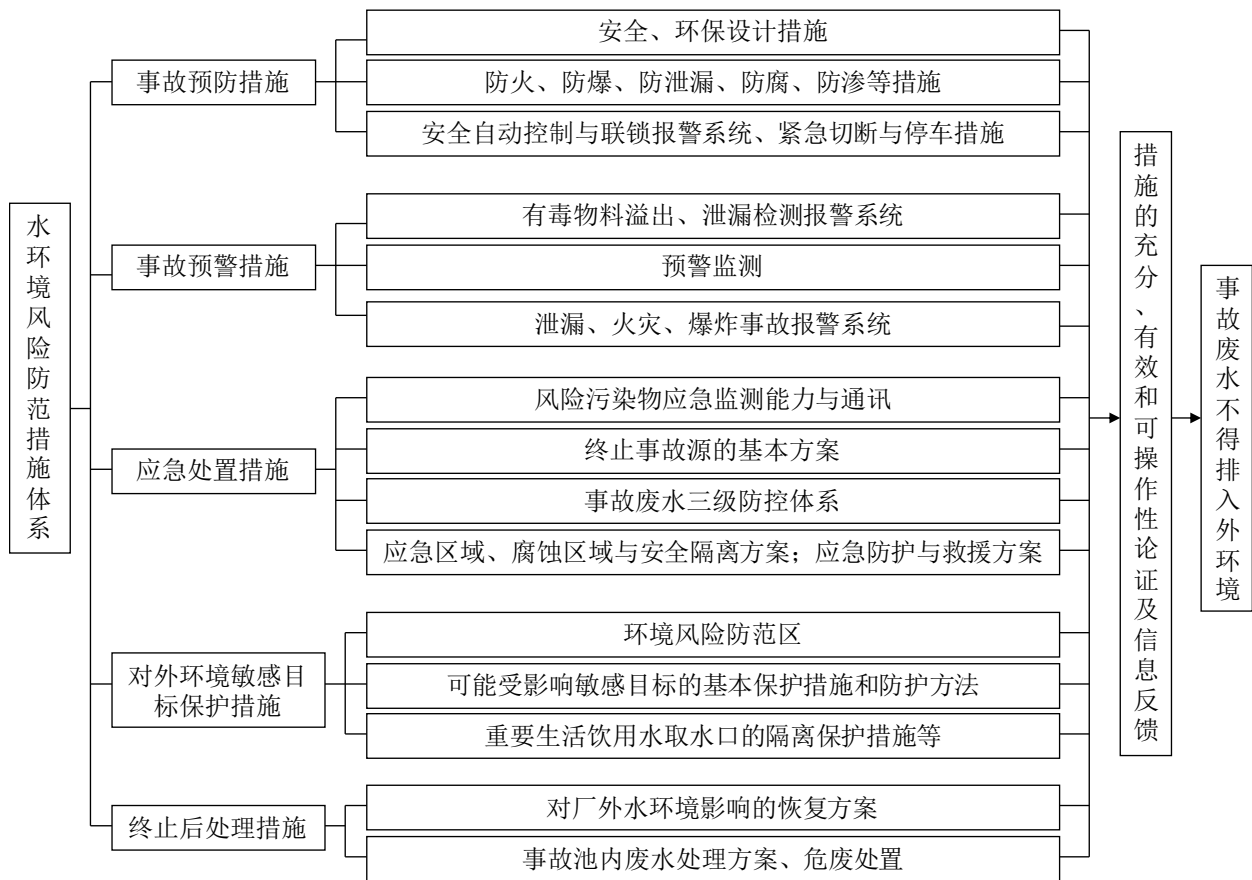 水环境风险防范措施体系
事故预防措施
安全、环保设计措施
防火、防爆、防泄漏、防腐、防渗等措施
安全自动控制与联锁报警系统、紧急切断与停车措施
事故预警措施
有毒物料溢出、泄漏检测报警系统
预警监测
泄漏、火灾、爆炸事故报警系统
应急处置措施
风险污染物应急监测能力与通讯
终止事故源的基本方案
事故废水三级防控体系
应急区域、腐蚀区域与安全隔离方案；应急防护与救援方案
对外环境敏感目
标保护措施
环境风险防范区
可能受影响敏感目标的基本保护措施和防护方法
重要生活饮用水取水口的隔离保护措施等
终止后处理措施
对厂外水环境影响的恢复方案
事故池内废水处理方案、危废处置
措施的充分、有效和可操作性论证及信息反馈
事故废水不得排入外环境